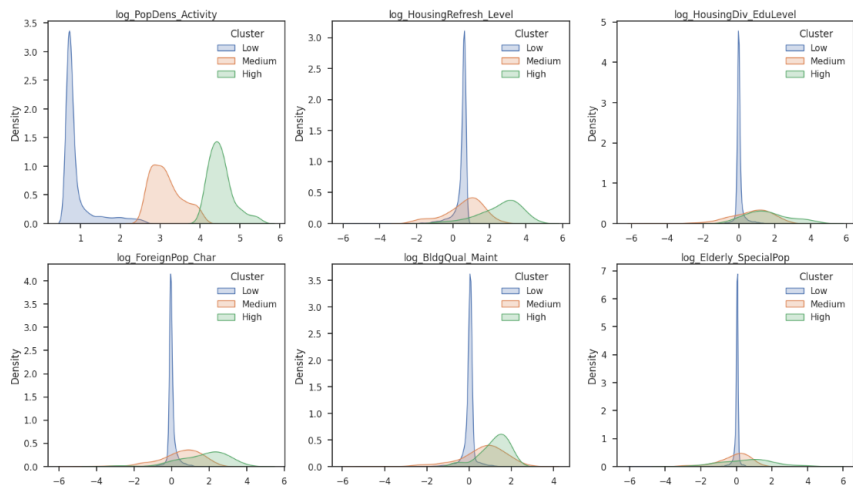 log_PopDens_Activity
3.5
3.0
2.5
2.0
1.5
1.0
0.5
0.0
Density
1 2 3 4 5 6
Cluster
Low
Medium
High
log_HousingRefresh_Level
3.0
2.5
2.0
1.5
1.0
0.5
0.0
Density
−6 −4 −2 0 2 4 6
Cluster
Low
Medium
High
log_HousingDiv_EduLevel
5
4
3
2
1
0
Density
−6 −4 −2 0 2 4 6
Cluster
Low
Medium
High
log_ForeignPop_Char
4.0
3.5
3.0
2.5
2.0
1.5
1.0
0.5
0.0
Density
−6 −4 −2 0 2 4 6
Cluster
Low
Medium
High
log_BldgQual_Maint
3.5
3.0
2.5
2.0
1.5
1.0
0.5
0.0
Density
−4 −2 0 2 4
Cluster
Low
Medium
High
log_Elderly_SpecialPop
7
6
5
4
3
2
1
0
Density
−6 −4 −2 0 2 4 6
Cluster
Low
Medium
High